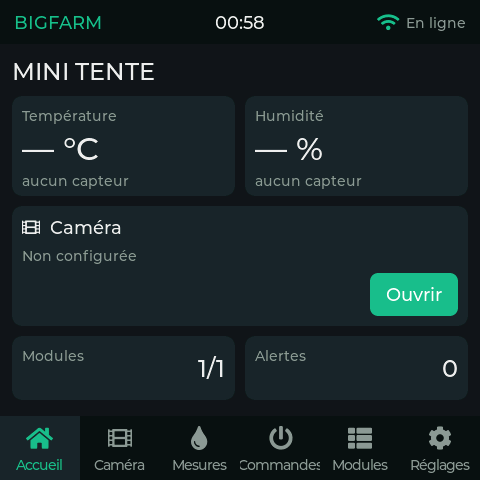 BIGFARM 00:58 En ligne
MINI TENTE
Température Humidité
— °C — %
aucun capteur aucun capteur
Caméra
Non configurée
Ouvrir
Modules 1/1 Alertes 0
Accueil Caméra Mesures Commandes Modules Réglages